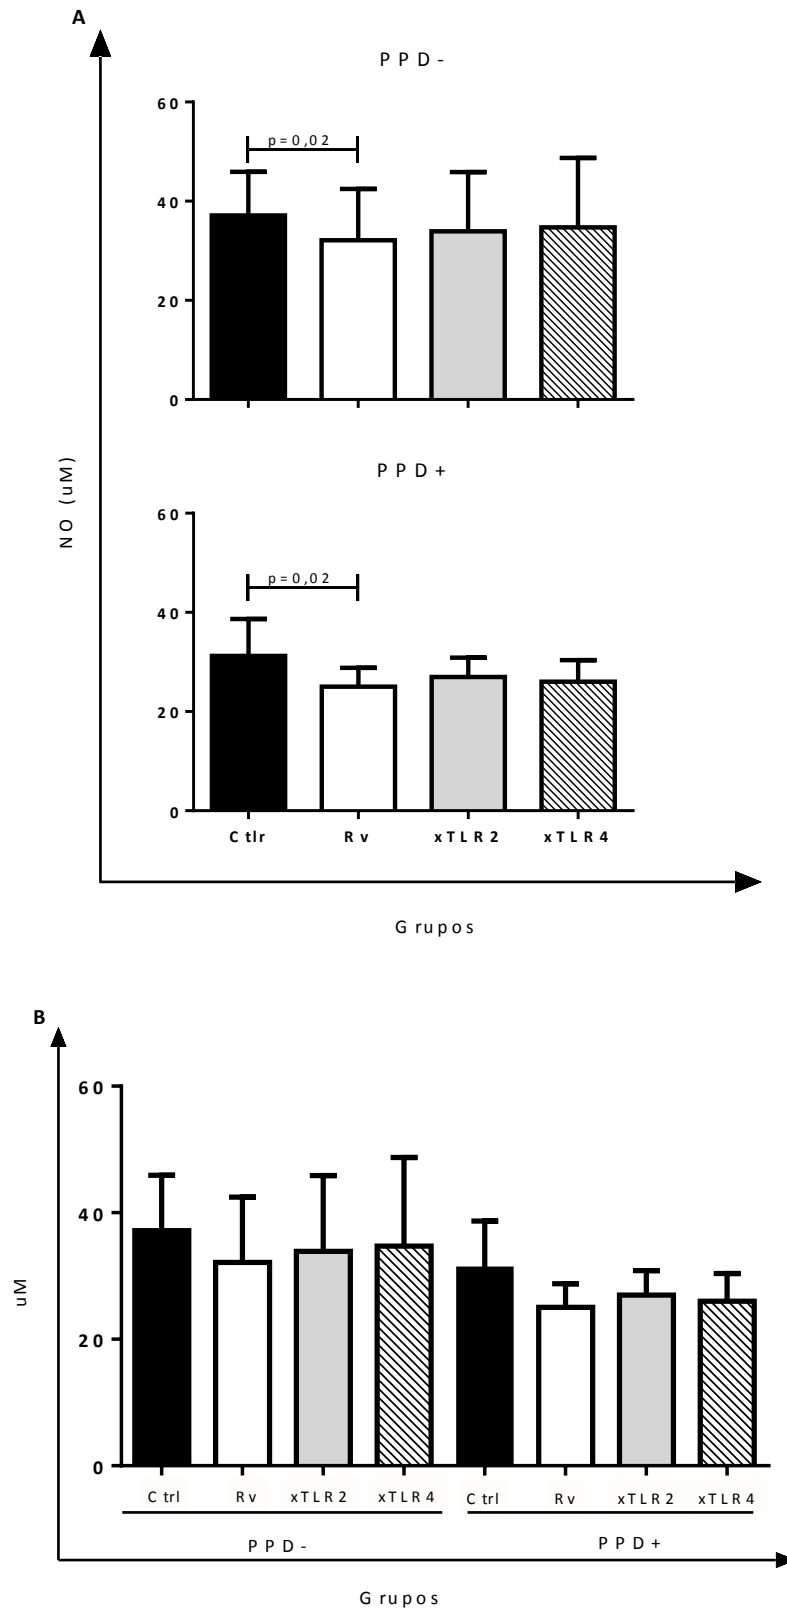 A
PPD-
60
p=0,02
40
20
0
NO (uM)
PPD+
60
p=0,02
40
20
0
Ctlr Rv xTLR2 xTLR4
Grupos
B
60
40
uM
20
0
Ctrl Rv xTLR2 xTLR4 Ctrl Rv xTLR2 xTLR4
PPD- PPD+
Grupos